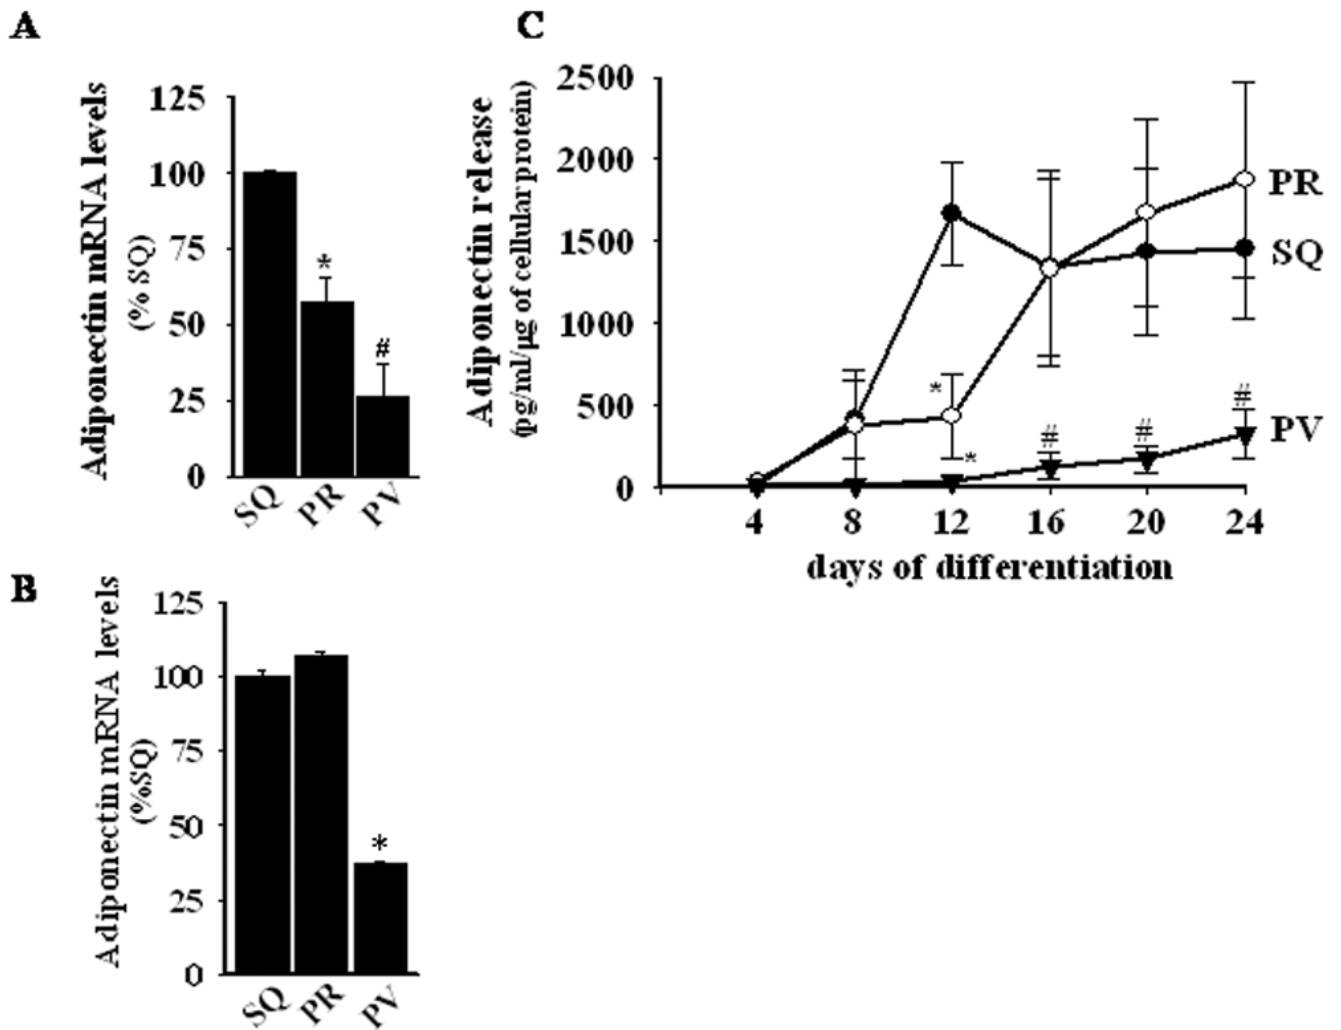 A
Adiponectin mRNA levels
(% SQ)
125
100
75
50
25
0
*
#
SQ
PR
PV
B
Adiponectin mRNA levels
(%SQ)
125
100
75
50
25
0
*
SQ
PR
PV
C
Adiponectin release
(pg/ml/µg of cellular protein)
2500
2000
1500
1000
500
0
*
*
#
#
#
PR
SQ
PV
4 8 12 16 20 24
days of differentiation